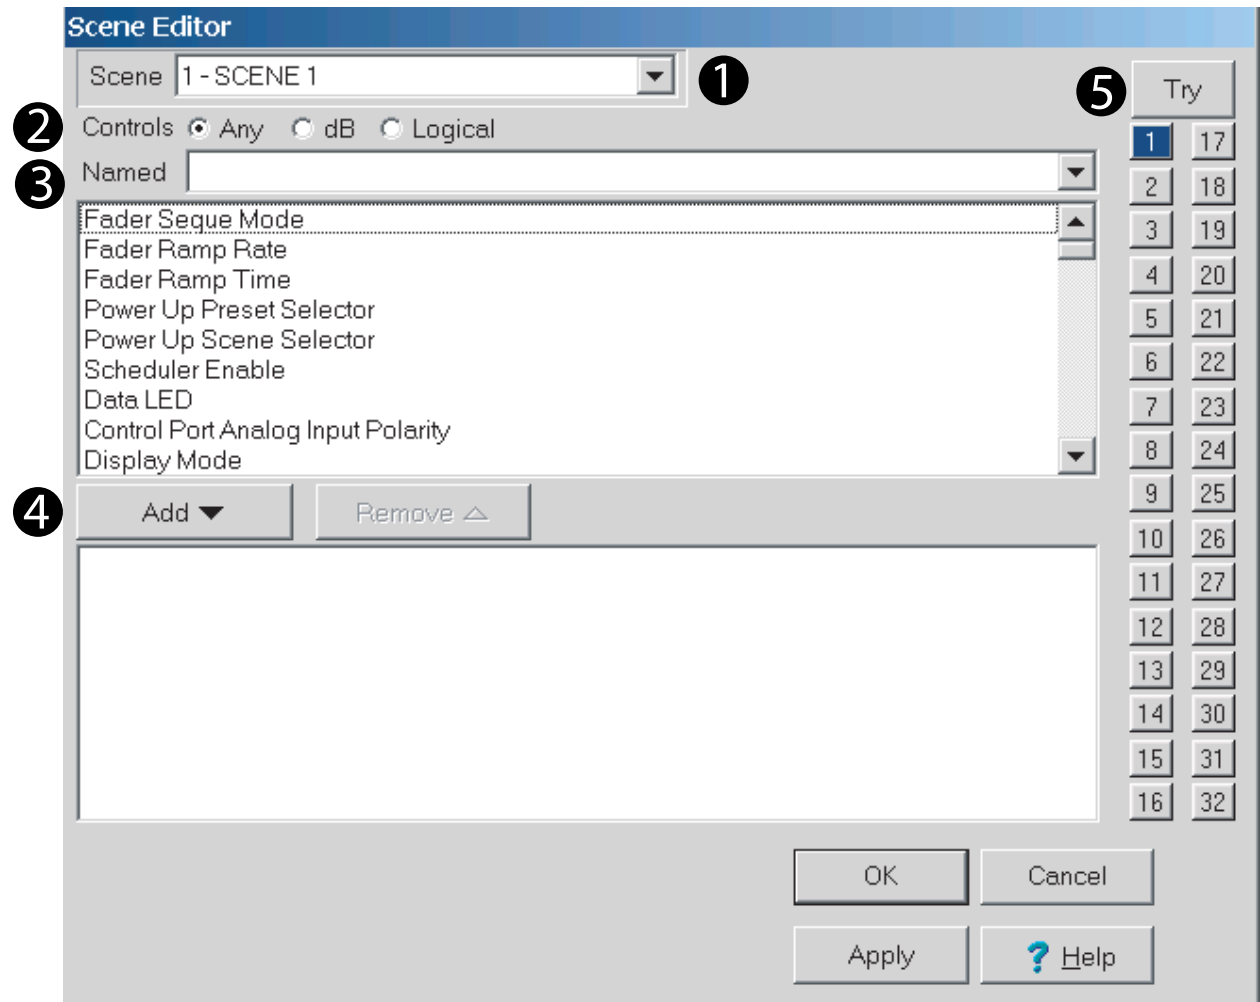 Scene Editor
Scene 1 - SCENE 1
1
5 Try
2 Controls Any dB Logical
3 Named
Fader Seque Mode
Fader Ramp Rate
Fader Ramp Time
Power Up Preset Selector
Power Up Scene Selector
Scheduler Enable
Data LED
Control Port Analog Input Polarity
Display Mode
4 Add Remove
1 17
2 18
3 19
4 20
5 21
6 22
7 23
8 24
9 25
10 26
11 27
12 28
13 29
14 30
15 31
16 32
OK Cancel
Apply ? Help